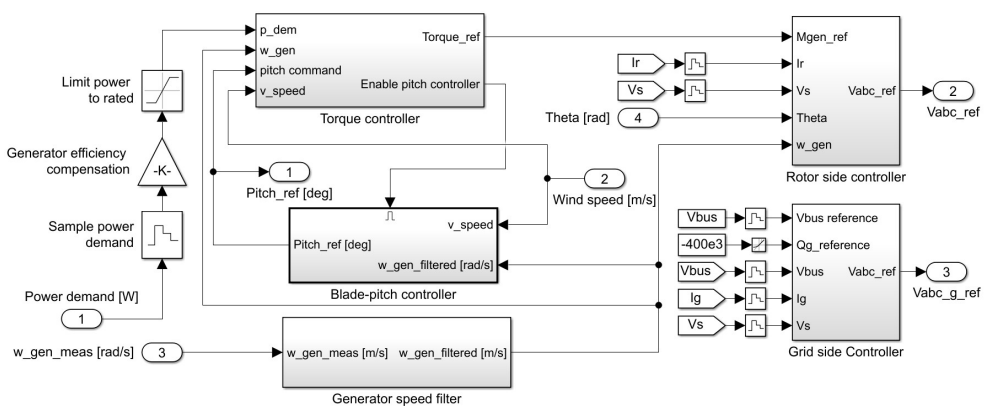 p_dem
w_gen
pitch command
v_speed
Torque_ref
Enable pitch controller
Torque controller
Limit power
to rated
Generator efficiency
compensation
-K-
Sample power
demand
Power demand [W]
1
w_gen_meas [rad/s]
3
1
Pitch_ref [deg]
2
Wind speed [m/s]
v_speed
Pitch_ref [deg]
w_gen_filtered [rad/s]
Blade-pitch controller
w_gen_meas [m/s]
w_gen_filtered [m/s]
Generator speed filter
Ir
Vs
Theta [rad]
4
Mgen_ref
Ir
Vs
Theta
w_gen
Vabc_ref
Rotor side controller
2
Vabc_ref
Vbus
-400e3
Vbus
Ig
Vs
Vbus reference
Qg_reference
Vbus
Ig
Vs
Vabc_ref
Grid side Controller
3
Vabc_g_ref